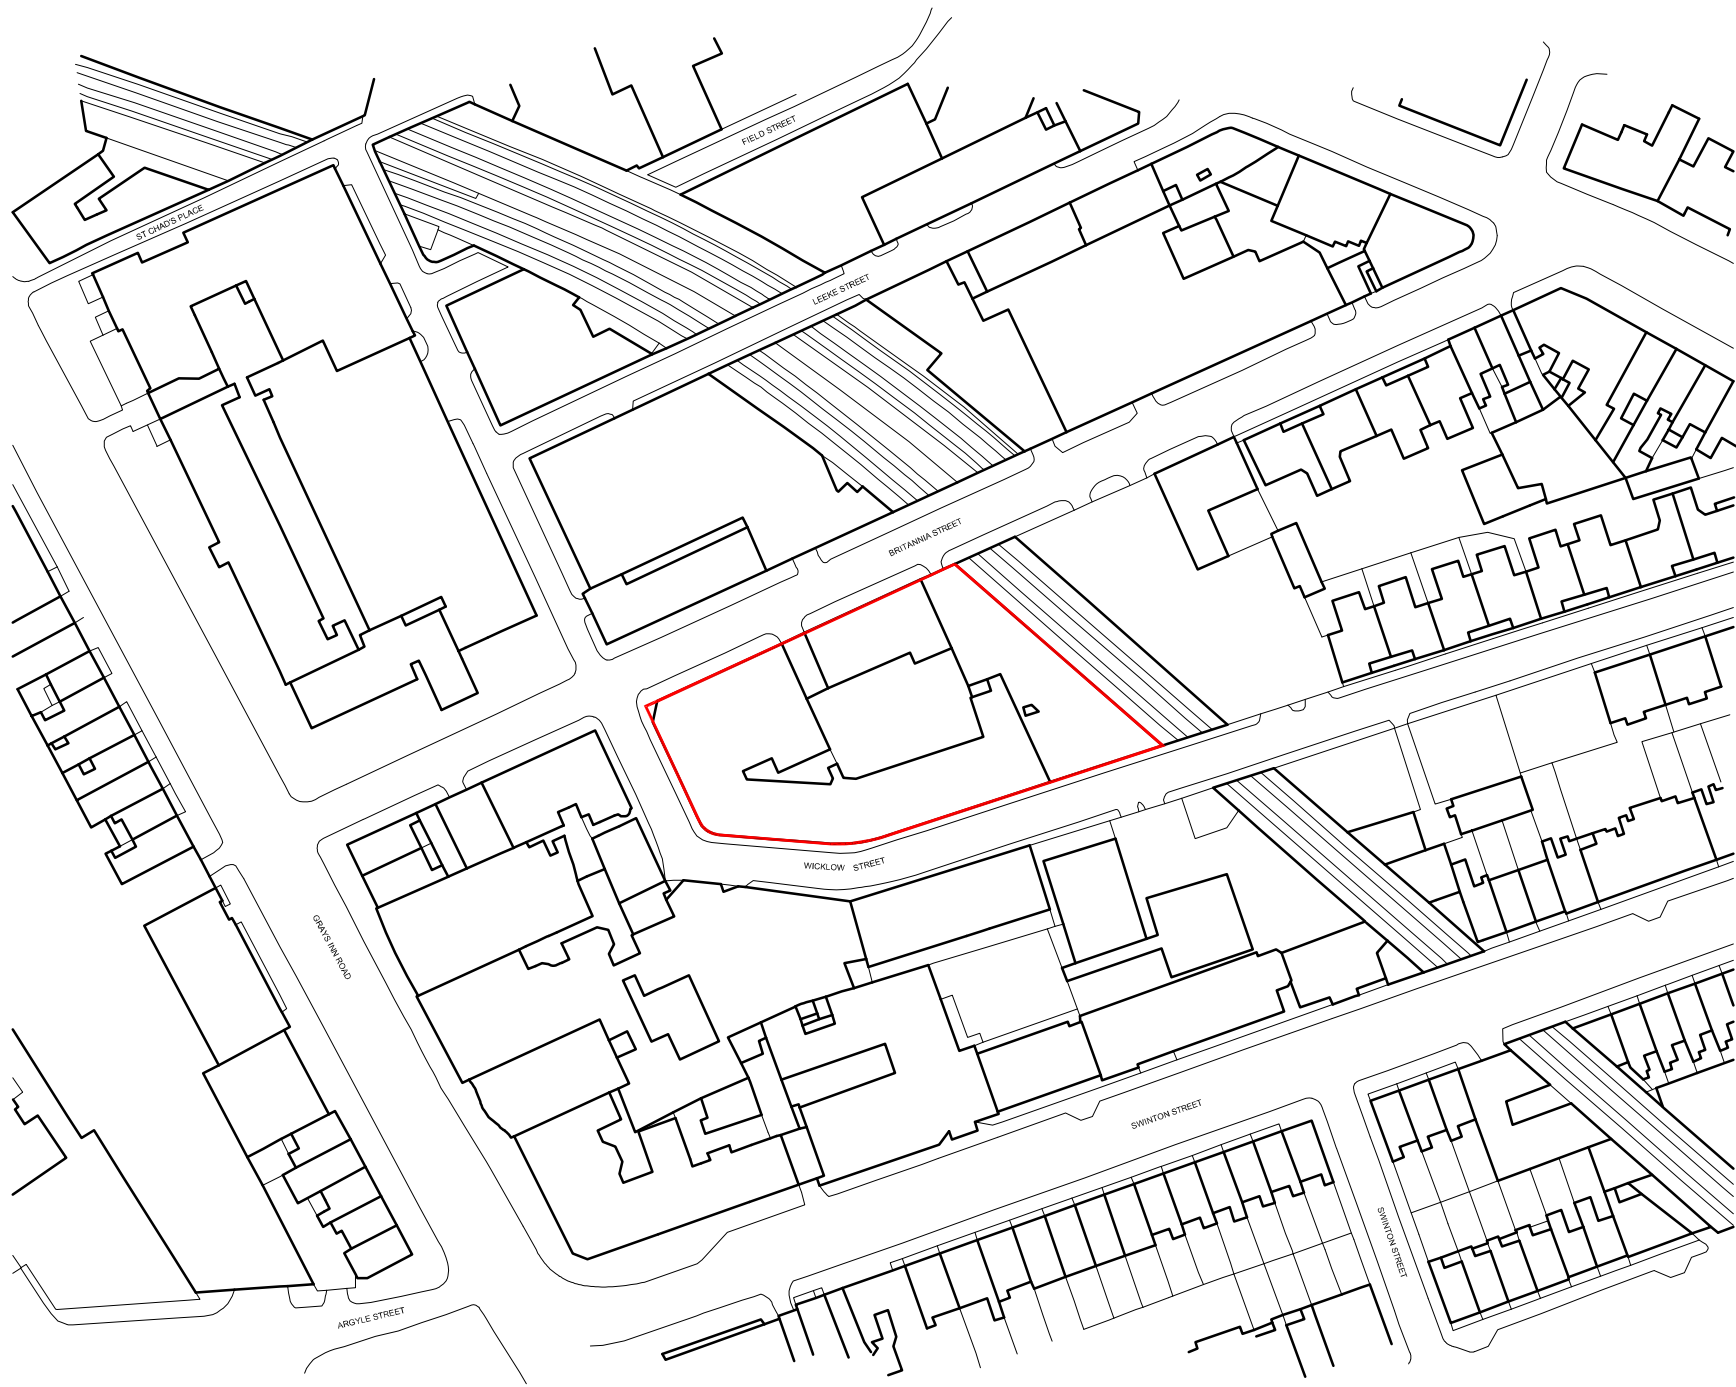 FIELD STREET
ST CHAD'S PLACE
LEEKE STREET
BRITANNIA STREET
WICKLOW STREET
GRAYS INN ROAD
SWINTON STREET
SWINTON STREET
ARGYLE STREET